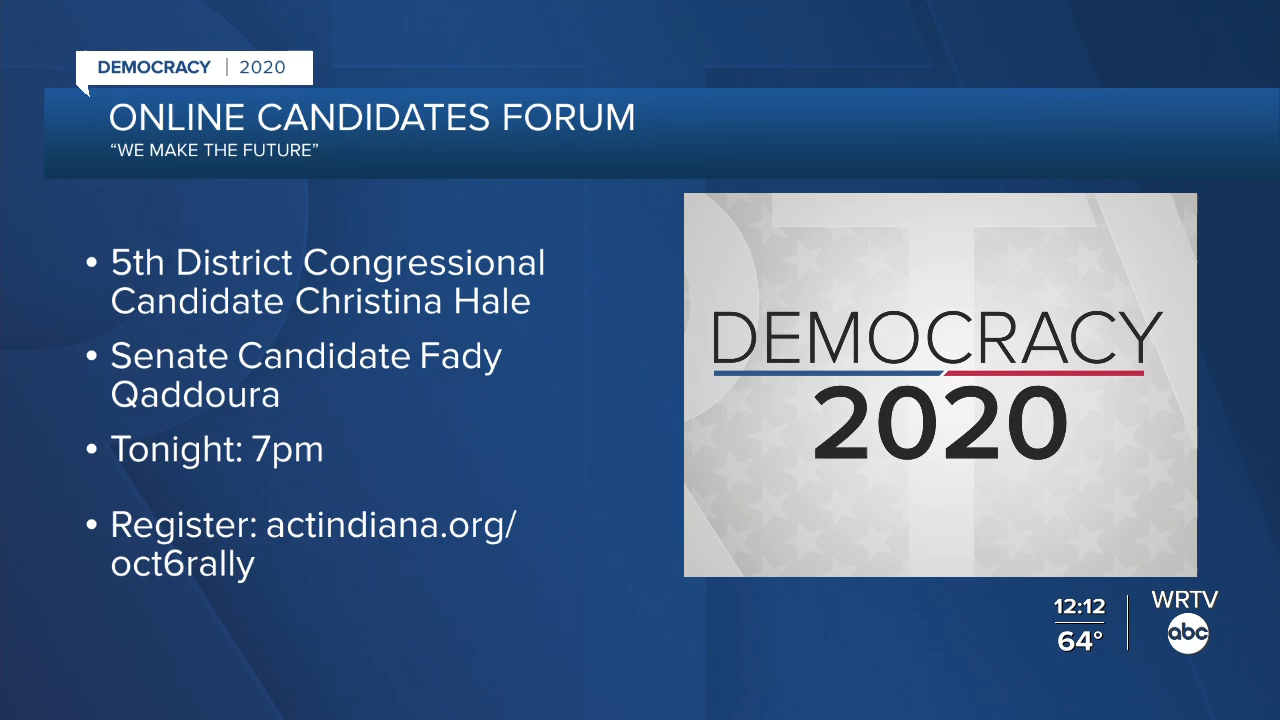 DEMOCRACY | 2020
ONLINE CANDIDATES FORUM
“WE MAKE THE FUTURE”
• 5th District Congressional
Candidate Christina Hale
• Senate Candidate Fady
Qaddoura
• Tonight: 7pm
• Register: actindiana.org/
oct6rally
DEMOCRACY
2020
12:12
64°
WRTV
abc